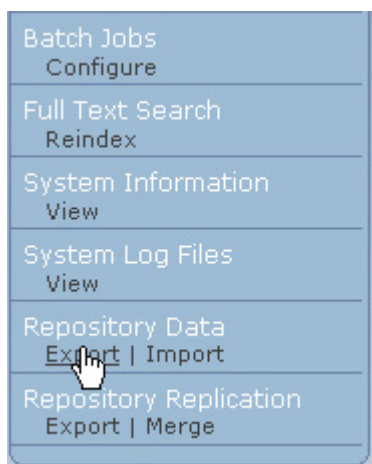 Batch Jobs
Configure
Full Text Search
Reindex
System Information
View
System Log Files
View
Repository Data
Export | Import
Repository Replication
Export | Merge